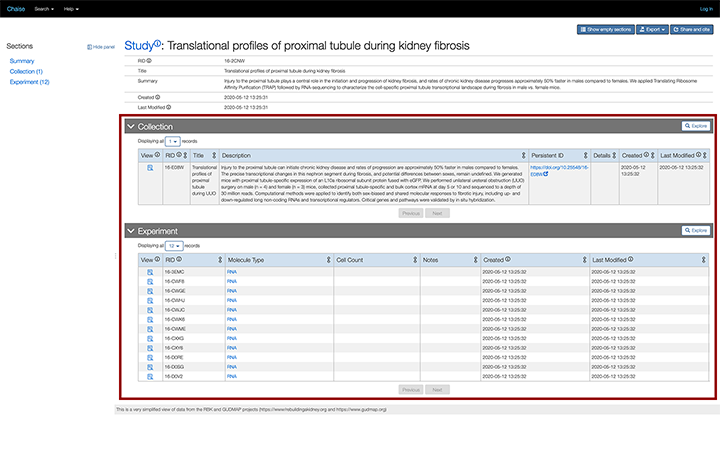 Chaise Search Help Log In
Show empty sections Export Share and cite
Sections Hide panel
Summary
Collection (1)
Experiment (12)
Study: Translational profiles of proximal tubule during kidney fibrosis
RID 16-2CNW
Title Translational profiles of proximal tubule during kidney fibrosis
Summary Injury to the proximal tubule plays a central role in the initiation and progression of kidney fibrosis, and rates of chronic kidney disease progresses approximately 50% faster in males compared to females. We applied Translating Ribosome
Affinity Purification (TRAP) followed by RNA-sequencing to characterize the cell-specific proximal tubule transcriptional landscape during fibrosis in male vs. female mice.
Created 2020-05-12 13:25:31
Last Modified 2020-05-12 13:25:31
Collection Explore
Displaying all 1 records
View RID Title Description Persistent ID Details Created Last Modified
16-E08W Translational profiles of proximal tubule during UUO
Injury to the proximal tubule can initiate chronic kidney disease and rates of progression are approximately 50% faster in males compared to females.
The precise transcriptional changes in this nephron segment during fibrosis, and potential differences between sexes, remain undefined. We generated
mice with proximal tubule-specific expression of an L10a ribosomal subunit protein fused with eGFP. We performed unilateral ureteral obstruction (UUO)
surgery on male (n = 4) and female (n = 3) mice, collected proximal tubule-specific and bulk cortex mRNA at day 5 or 10 and sequenced to a depth of
30 million reads. Computational methods were applied to identify both sex-biased and shared molecular responses to fibrotic injury, including up- and
down-regulated long non-coding RNAs and transcriptional regulators. Critical genes and pathways were validated by in situ hybridization.
https://doi.org/10.25548/16-
2020-05-12 13:25:32 2020-05-12 13:25:32
Previous Next
Experiment Explore
Displaying all 12 records
View RID Molecule Type Cell Count Notes Created Last Modified
16-3EMC RNA 2020-05-12 13:25:32 2020-05-12 13:25:32
16-CWF8 RNA 2020-05-12 13:25:32 2020-05-12 13:25:32
16-CWGE RNA 2020-05-12 13:25:32 2020-05-12 13:25:32
16-CWHJ RNA 2020-05-12 13:25:32 2020-05-12 13:25:32
16-CWJC RNA 2020-05-12 13:25:32 2020-05-12 13:25:32
16-CWK6 RNA 2020-05-12 13:25:32 2020-05-12 13:25:32
16-CWME RNA 2020-05-12 13:25:32 2020-05-12 13:25:32
16-CXXG RNA 2020-05-12 13:25:32 2020-05-12 13:25:32
16-CXY6 RNA 2020-05-12 13:25:32 2020-05-12 13:25:32
16-D0RE RNA 2020-05-12 13:25:32 2020-05-12 13:25:32
16-D0SG RNA 2020-05-12 13:25:32 2020-05-12 13:25:32
16-D0V2 RNA 2020-05-12 13:25:32 2020-05-12 13:25:32
Previous Next
This is a very simplified view of data from the RBK and GUDMAP projects (https://www.rebuildingakidney.org and https://www.gudmap.org)